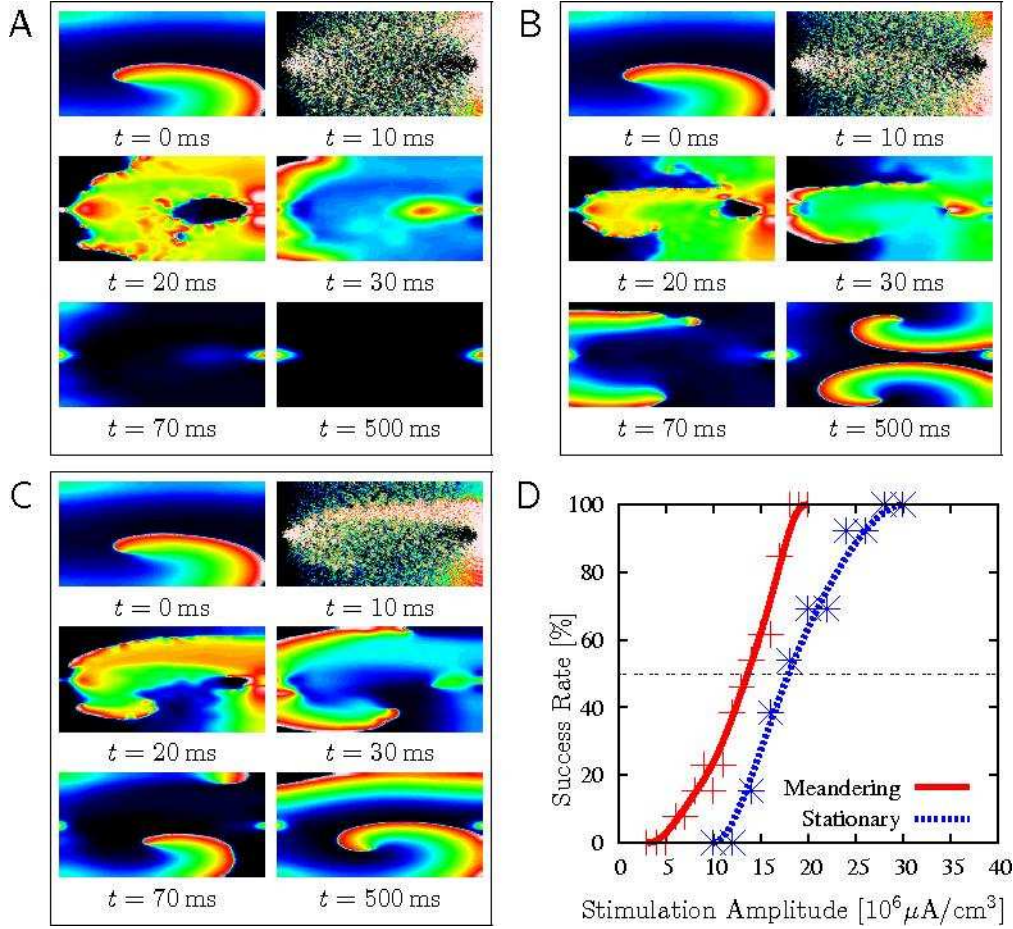 A
t = 0 ms
t = 10 ms
t = 20 ms
t = 30 ms
t = 70 ms
t = 500 ms
B
t = 0 ms
t = 10 ms
t = 20 ms
t = 30 ms
t = 70 ms
t = 500 ms
C
t = 0 ms
t = 10 ms
t = 20 ms
t = 30 ms
t = 70 ms
t = 500 ms
D
Success Rate [%]
100
80
60
40
20
0
Meandering
Stationary
0 5 10 15 20 25 30 35 40
Stimulation Amplitude [10⁶μA/cm³]